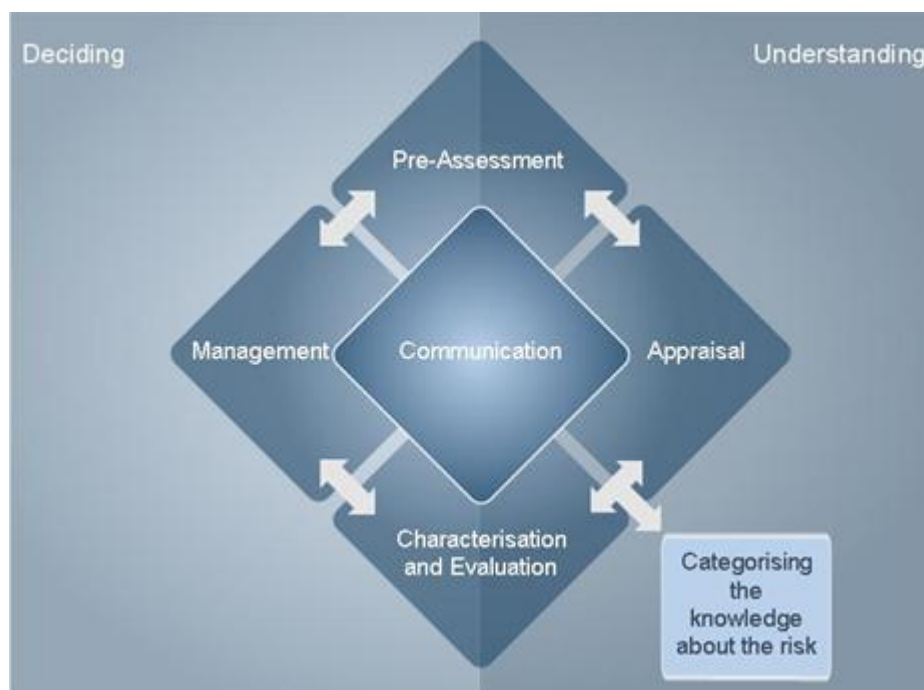 Deciding
Understanding
Pre-Assessment
Management
Communication
Appraisal
Characterisation
and Evaluation
Categorising
the
knowledge
about the risk